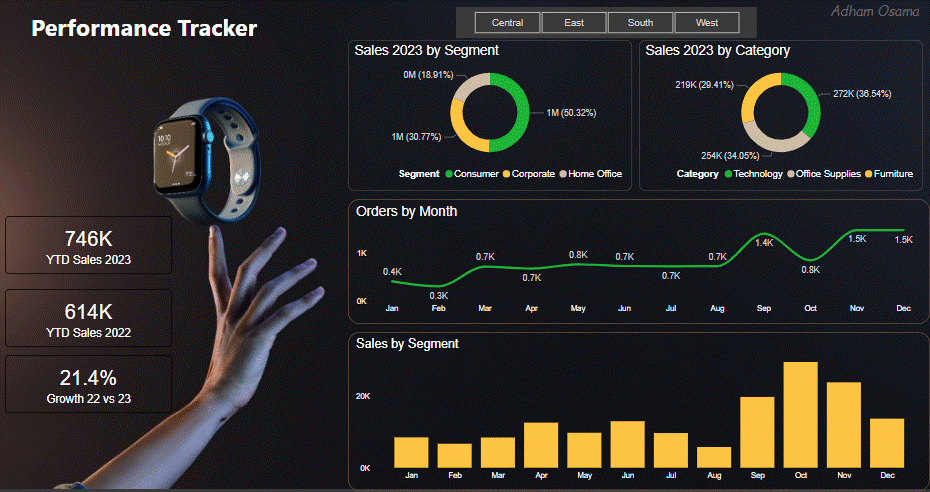 Performance Tracker
Adham Osama
Central East South West
746K
YTD Sales 2023
614K
YTD Sales 2022
21.4%
Growth 22 vs 23
Sales 2023 by Segment
0M (18.91%)
1M (50.32%)
1M (30.77%)
Segment Consumer Corporate Home Office
Sales 2023 by Category
219K (29.41%)
272K (36.54%)
254K (34.05%)
Category Technology Office Supplies Furniture
Orders by Month
1K
0K
0.4K 0.3K 0.7K 0.7K 0.8K 0.7K 0.7K 0.7K 1.4K 0.8K 1.5K 1.5K
Jan Feb Mar Apr May Jun Jul Aug Sep Oct Nov Dec
Sales by Segment
20K
0K
Jan Feb Mar Apr May Jun Jul Aug Sep Oct Nov Dec